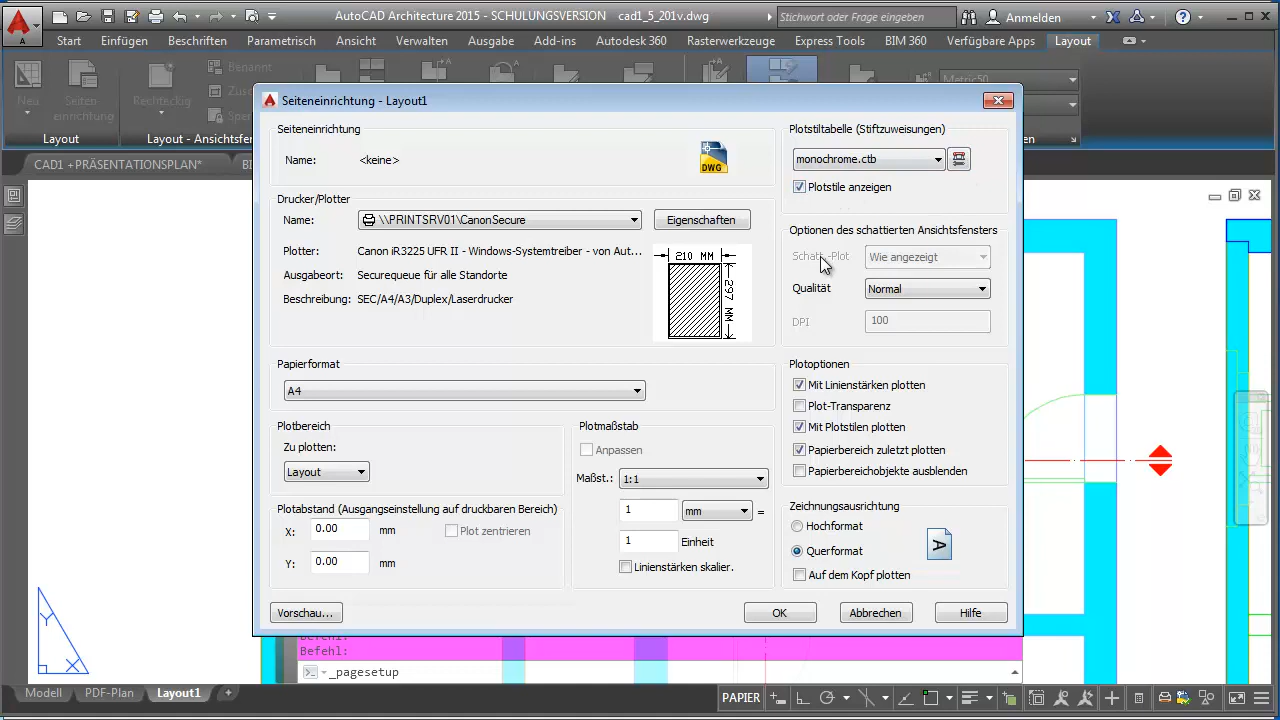 AutoCAD Architecture 2015 - SCHULUNGSVERSION cad1_5_201v.dwg
Stichwort oder Frage eingeben
Anmelden
Start Einfügen Beschriften Parametrisch Ansicht Verwalten Ausgabe Add-ins Autodesk 360 Rasterwerkzeuge Express Tools BIM 360 Verfügbare Apps Layout
Neu
Seiten
einrichtung
Rechteckig
Benannt
Metric50
Layout
Layout - Ansichtsfe
en
CAD1 +PRÄSENTATIONSPLAN*
Seiteneinrichtung - Layout1
Seiteneinrichtung
Name: <keine>
DWG
Drucker/Plotter
Name: \\PRINTSRV01\CanonSecure
Eigenschaften
Plotter: Canon iR3225 UFR II - Windows-Systemtreiber - von Aut...
Ausgabeort: Securequeue für alle Standorte
Beschreibung: SEC/A4/A3/Duplex/Laserdrucker
210 MM
297 MM
Papierformat
A4
Plotbereich
Zu plotten:
Layout
Plotabstand (Ausgangseinstellung auf druckbaren Bereich)
X: 0.00 mm
Plot zentrieren
Y: 0.00 mm
Plotmaßstab
Anpassen
Maßst.: 1:1
1 mm =
1 Einheit
Linienstärken skalier.
Plotstiltabelle (Stiftzuweisungen)
monochrome.ctb
Plotstile anzeigen
Optionen des schattierten Ansichtsfensters
Wie angezeigt
Qualität Normal
DPI 100
Plotoptionen
Mit Linienstärken plotten
Plot-Transparenz
Mit Plotstilen plotten
Papierbereich zuletzt plotten
Papierbereichobjekte ausblenden
Zeichnungsausrichtung
Hochformat
Querformat
A
Auf dem Kopf plotten
Vorschau...
OK
Abbrechen
Hilfe
Y
X
Befehl:
Befehl:
_pagesetup
Modell PDF-Plan Layout1 +
PAPIER